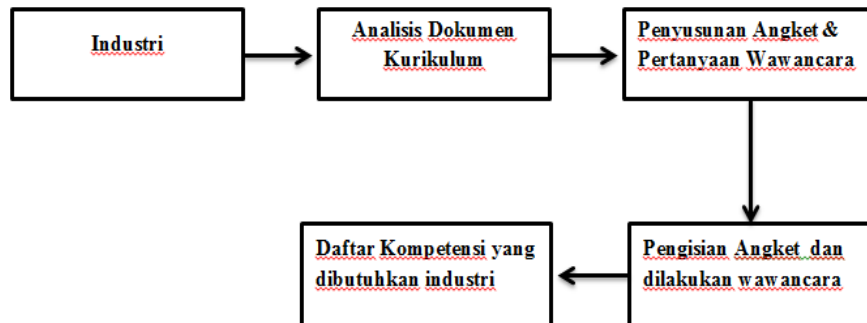 Industri
Analisis Dokumen
Kurikulum
Penyusunan Angket &
Pertanyaan Wawancara
Pengisian Angket dan
dilakukan wawancara
Daftar Kompetensi yang
dibutuhkan industri